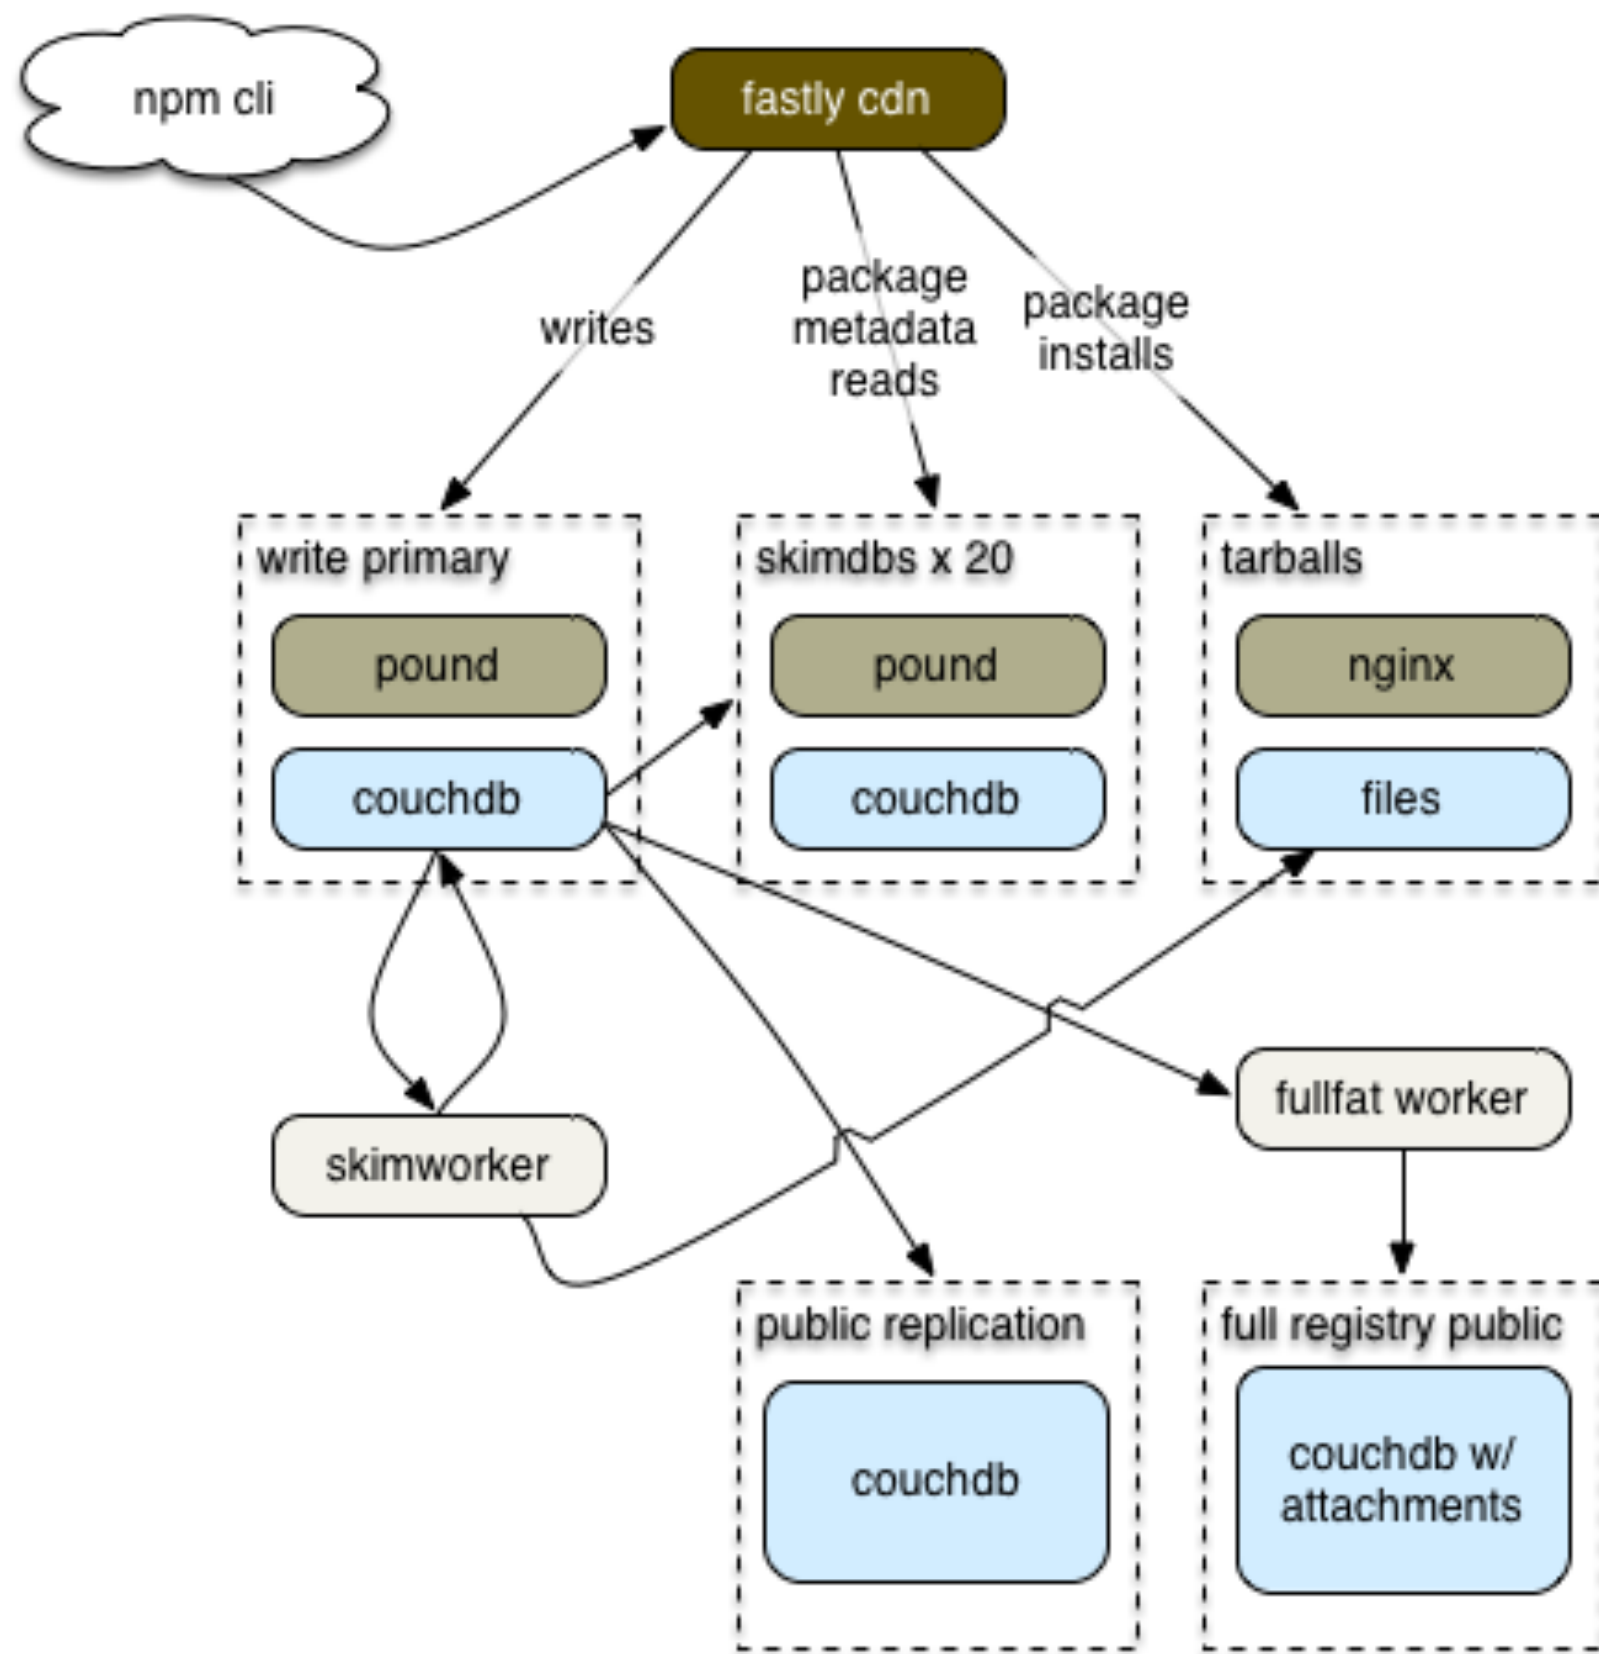 npm cli
fastly cdn
writes
package
metadata
reads
package
installs
write primary
pound
couchdb
skimdbs x 20
pound
couchdb
tarballs
nginx
files
skimworker
fullfat worker
public replication
couchdb
full registry public
couchdb w/
attachments